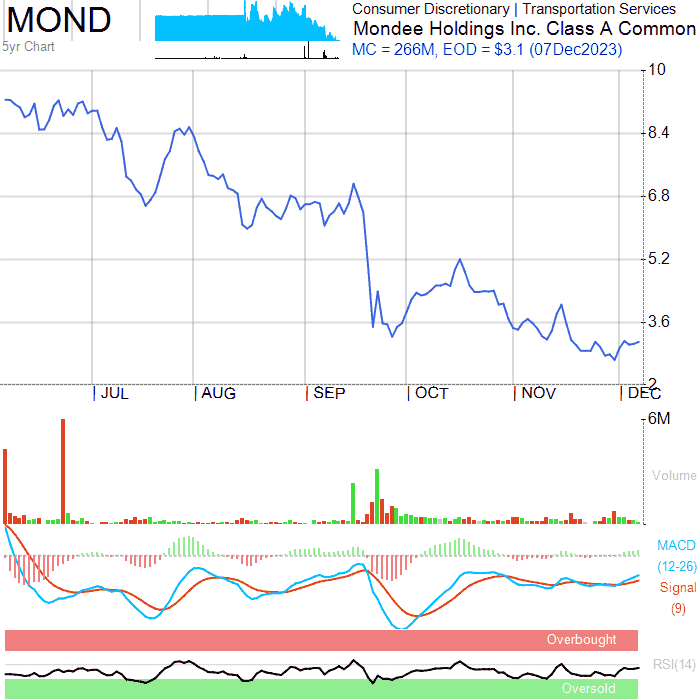 MOND
5yr Chart
Consumer Discretionary | Transportation Services
Mondee Holdings Inc. Class A Common
MC = 266M, EOD = $3.1 (07Dec2023)
10
8.4
6.8
5.2
3.6
2
JUL AUG SEP OCT NOV DEC
6M
Volume
MACD
(12-26)
Signal
(9)
Overbought
RSI(14)
Oversold